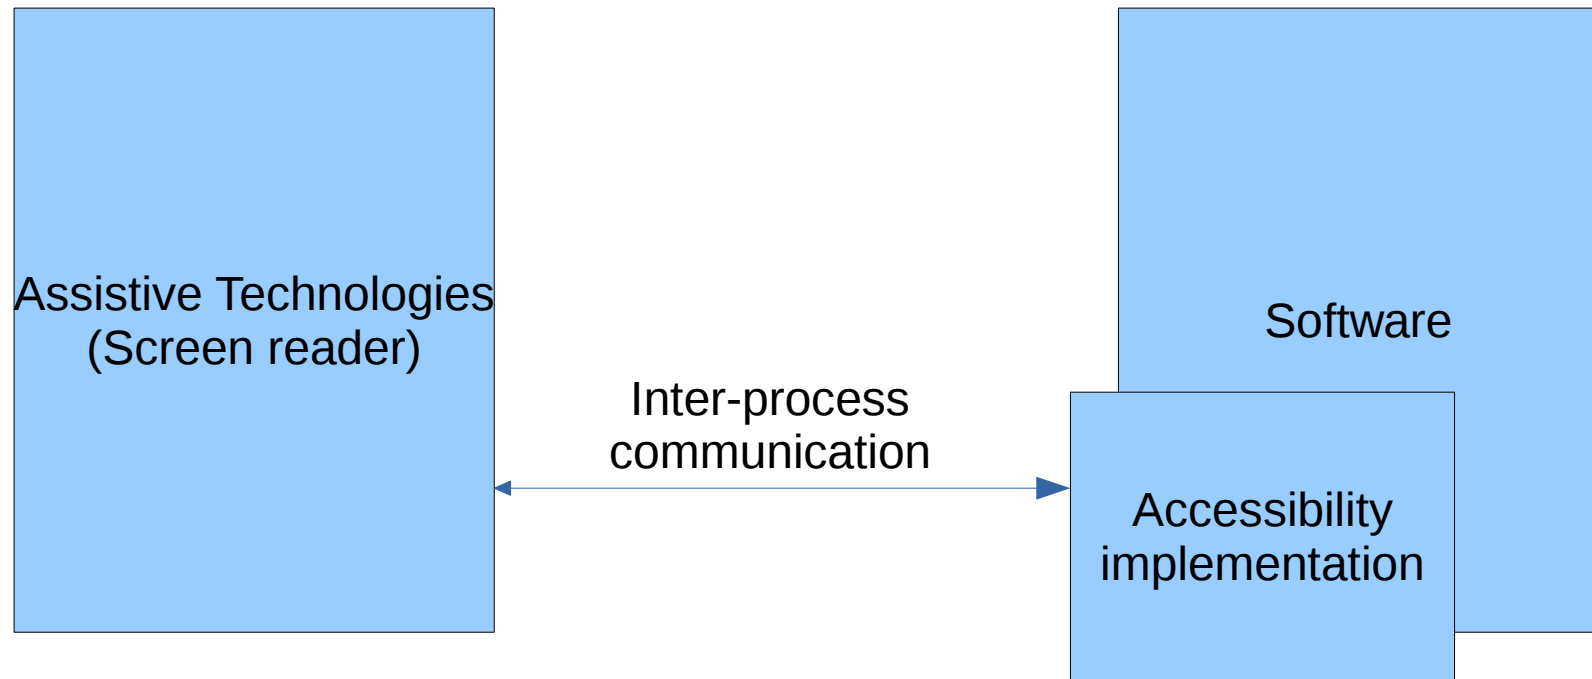 Assistive Technologies
(Screen reader)
Inter-process
communication
Software
Accessibility
implementation